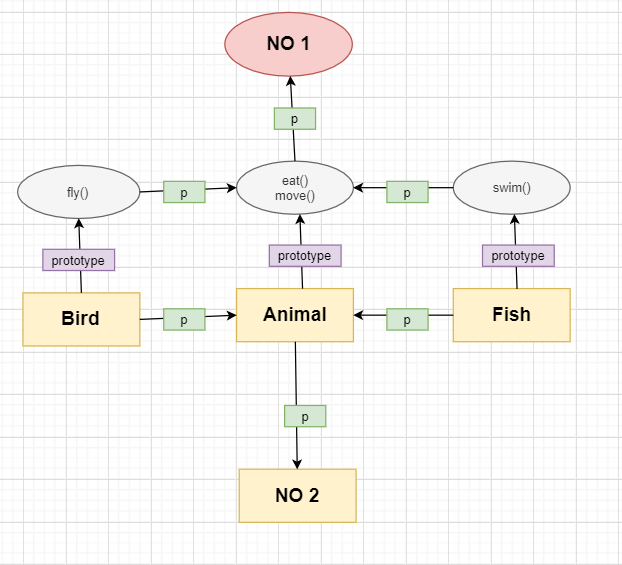 NO 1
p
fly()
p
eat()
move()
p
swim()
prototype
prototype
prototype
Bird
p
Animal
p
Fish
p
NO 2